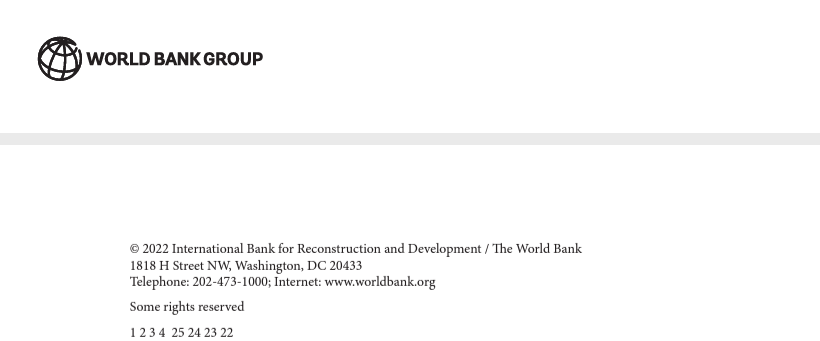 WORLD BANK GROUP
© 2022 International Bank for Reconstruction and Development / The World Bank
1818 H Street NW, Washington, DC 20433
Telephone: 202-473-1000; Internet: www.worldbank.org
Some rights reserved
1 2 3 4  25 24 23 22